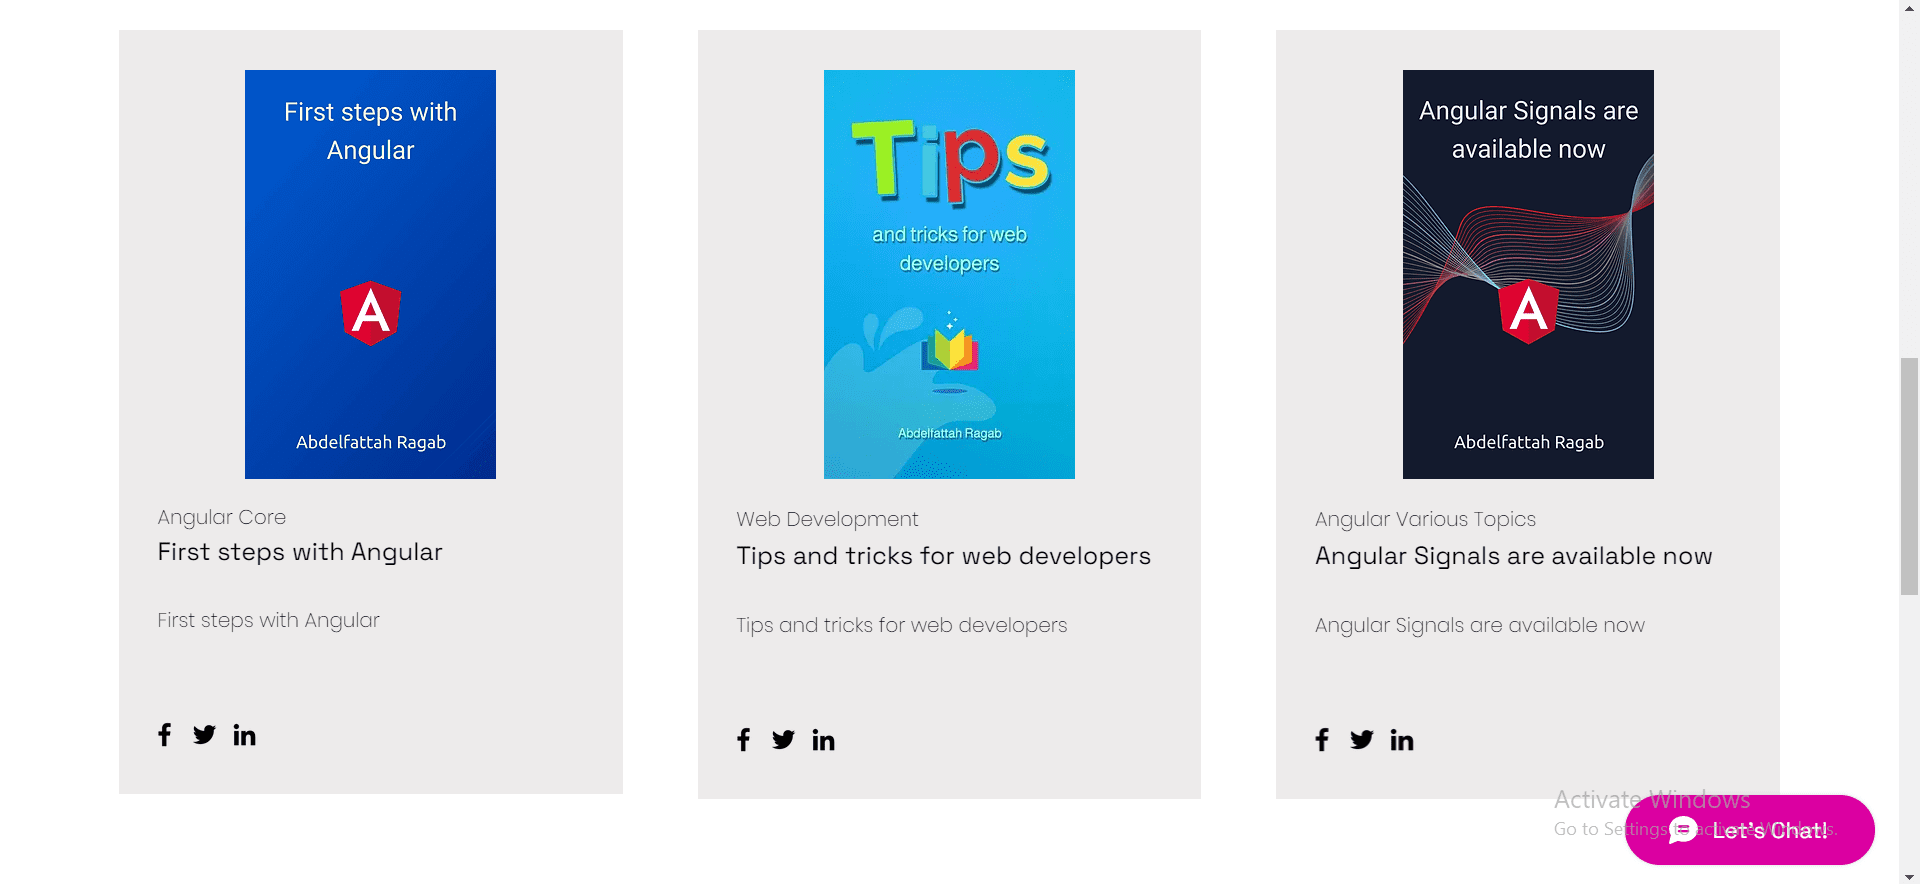 First steps with
Angular
A
Abdelfattah Ragab
Angular Core
First steps with Angular
First steps with Angular
Tips
and tricks for web
developers
Abdelfattah Ragab
Web Development
Tips and tricks for web developers
Tips and tricks for web developers
Angular Signals are
available now
A
Abdelfattah Ragab
Angular Various Topics
Angular Signals are available now
Angular Signals are available now
Activate Windows
Go to Settings to activate Windows.
Let's Chat!